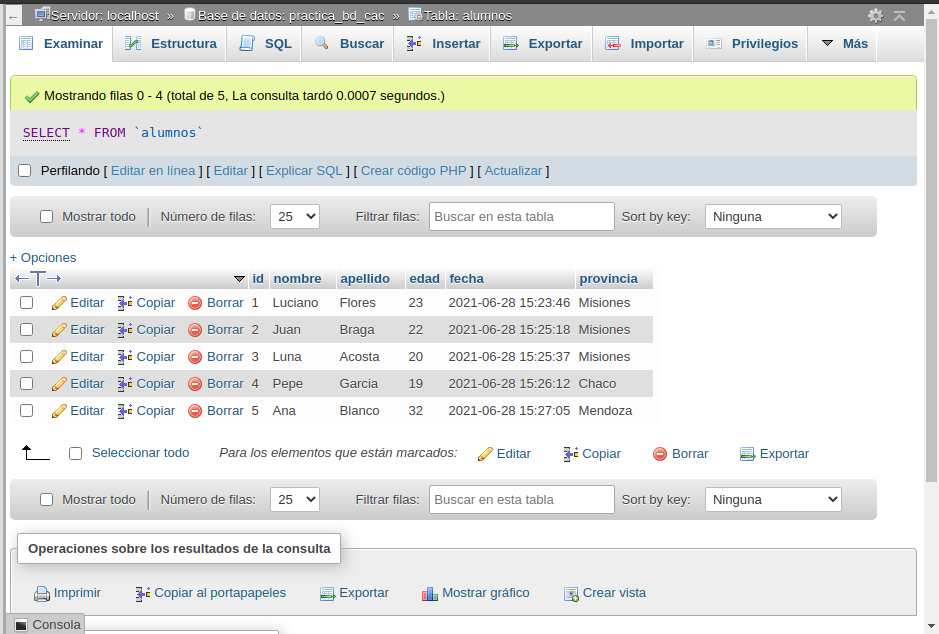 Servidor: localhost » Base de datos: practica_bd_cac » Tabla: alumnos
Examinar Estructura SQL Buscar Insertar Exportar Importar Privilegios Más
Mostrando filas 0 - 4 (total de 5, La consulta tardó 0.0007 segundos.)
SELECT * FROM `alumnos`
Perfilando [ Editar en línea ] [ Editar ] [ Explicar SQL ] [ Crear código PHP ] [ Actualizar ]
Mostrar todo Número de filas: 25 Filtrar filas: Buscar en esta tabla Sort by key: Ninguna
+ Opciones
←T→ id nombre apellido edad fecha provincia
Editar Copiar Borrar 1 Luciano Flores 23 2021-06-28 15:23:46 Misiones
Editar Copiar Borrar 2 Juan Braga 22 2021-06-28 15:25:18 Misiones
Editar Copiar Borrar 3 Luna Acosta 20 2021-06-28 15:25:37 Misiones
Editar Copiar Borrar 4 Pepe Garcia 19 2021-06-28 15:26:12 Chaco
Editar Copiar Borrar 5 Ana Blanco 32 2021-06-28 15:27:05 Mendoza
Seleccionar todo Para los elementos que están marcados: Editar Copiar Borrar Exportar
Mostrar todo Número de filas: 25 Filtrar filas: Buscar en esta tabla Sort by key: Ninguna
Operaciones sobre los resultados de la consulta
Imprimir Copiar al portapapeles Exportar Mostrar gráfico Crear vista
Consola